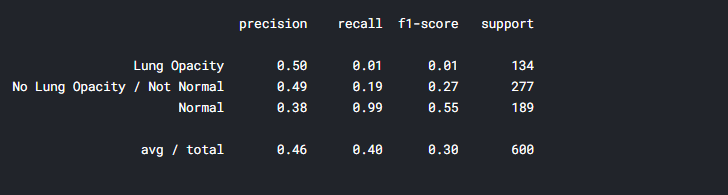 precision recall f1-score support
Lung Opacity 0.50 0.01 0.01 134
No Lung Opacity / Not Normal 0.49 0.19 0.27 277
Normal 0.38 0.99 0.55 189
avg / total 0.46 0.40 0.30 600